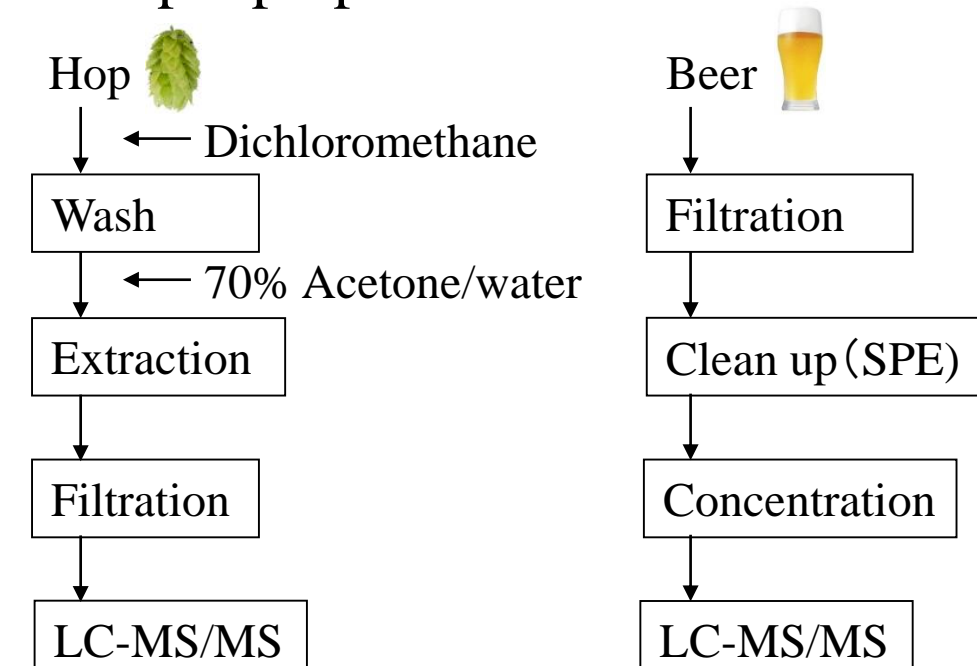 Hop
Dichloromethane
Wash
70% Acetone/water
Extraction
Filtration
LC-MS/MS
Beer
Filtration
Clean up（SPE)
Concentration
LC-MS/MS